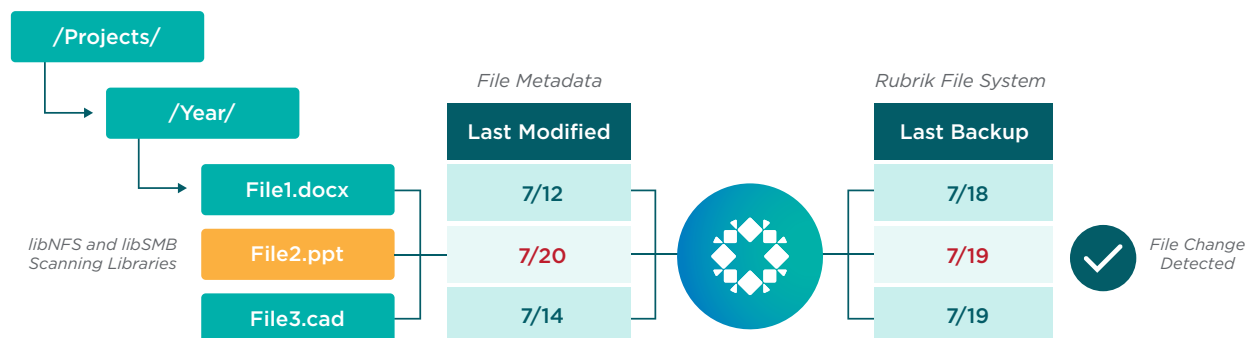 /Projects/
/Year/
File1.docx
File2.ppt
File3.cad
libNFS and libSMB
Scanning Libraries
File Metadata
Last Modified
7/12
7/20
7/14
Rubrik File System
Last Backup
7/18
7/19
7/19
File Change
Detected